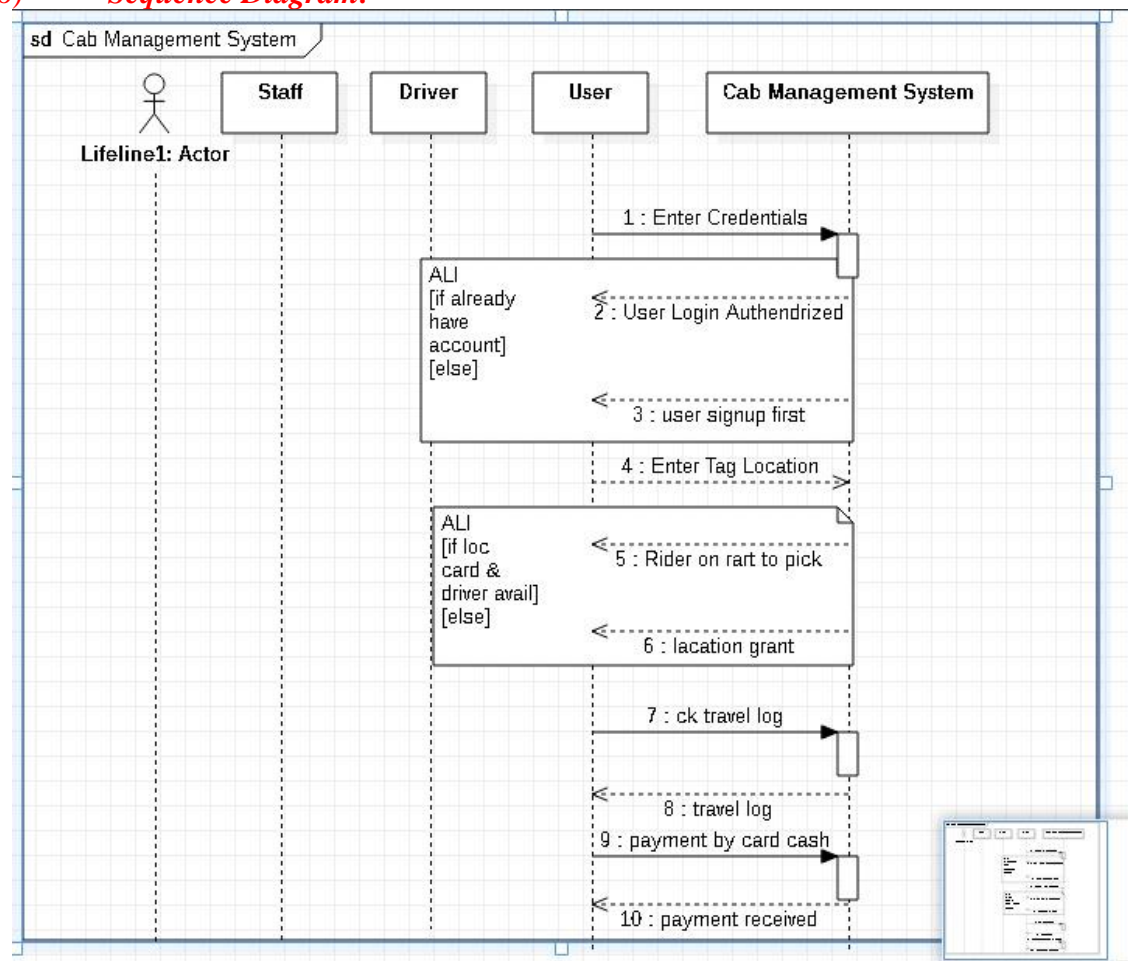 Sequence Diagram:
sd Cab Management System
Staff
Driver
User
Cab Management System
Lifeline1: Actor
1 : Enter Credentials
ALI
[if already
have
account]
[else]
2 : User Login Authendrized
3 : user signup first
4 : Enter Tag Location
ALI
[if loc
card &
driver avail]
[else]
5 : Rider on rart to pick
6 : lacation grant
7 : ck travel log
8 : travel log
9 : payment by card cash
10 : payment received